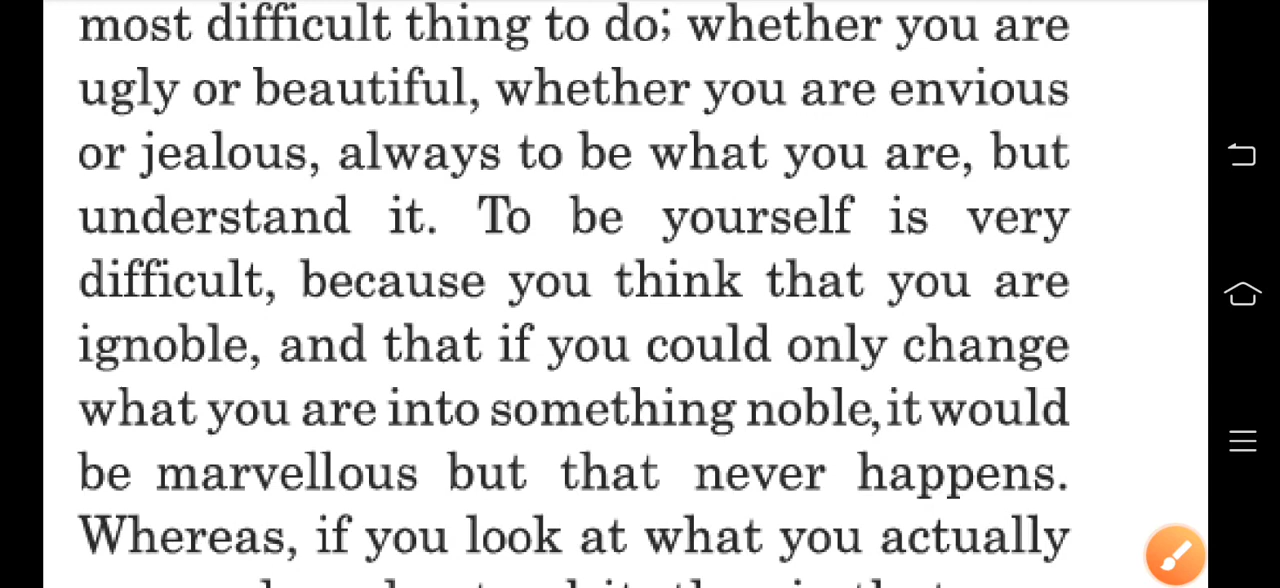 most difficult thing to do; whether you are
ugly or beautiful, whether you are envious
or jealous, always to be what you are, but
understand it. To be yourself is very
difficult, because you think that you are
ignoble, and that if you could only change
what you are into something noble, it would
be marvellous but that never happens.
Whereas, if you look at what you actually